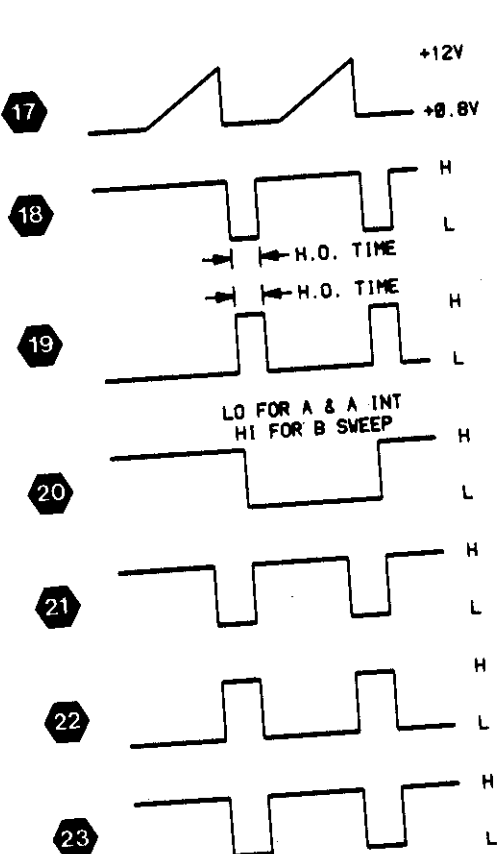 +12V
17
+0.8V
H
18
L
H.O. TIME
H.O. TIME
H
19
L
LO FOR A & A INT
HI FOR B SWEEP
H
20
L
H
21
L
H
22
L
H
23
L